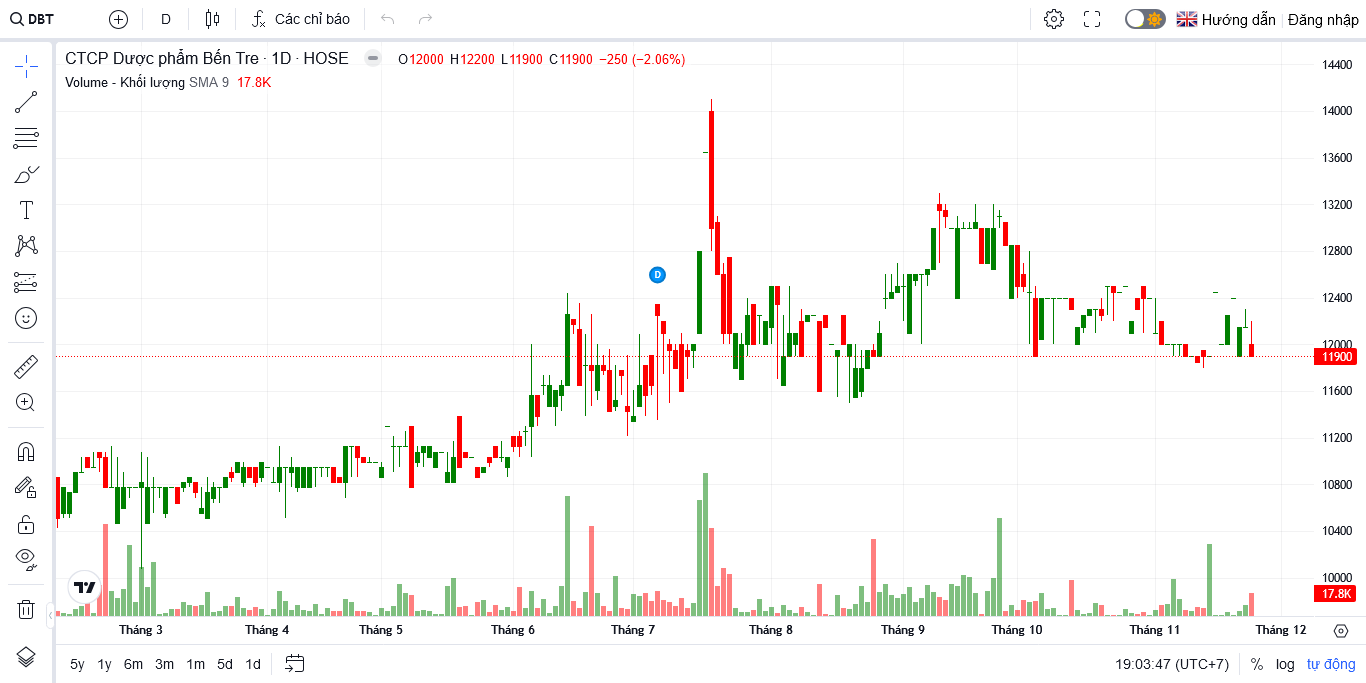 DBT
D
Các chỉ báo
Hướng dẫn
Đăng nhập
CTCP Dược phẩm Bến Tre · 1D · HOSE
O12000 H12200 L11900 C11900 −250 (−2.06%)
Volume - Khối lượng SMA 9 17.8K
D
14400
14000
13600
13200
12800
12400
12000
11900
11600
11200
10800
10400
10000
17.8K
Tháng 3
Tháng 4
Tháng 5
Tháng 6
Tháng 7
Tháng 8
Tháng 9
Tháng 10
Tháng 11
Tháng 12
5y 1y 6m 3m 1m 5d 1d
19:03:47 (UTC+7)
% log tự động